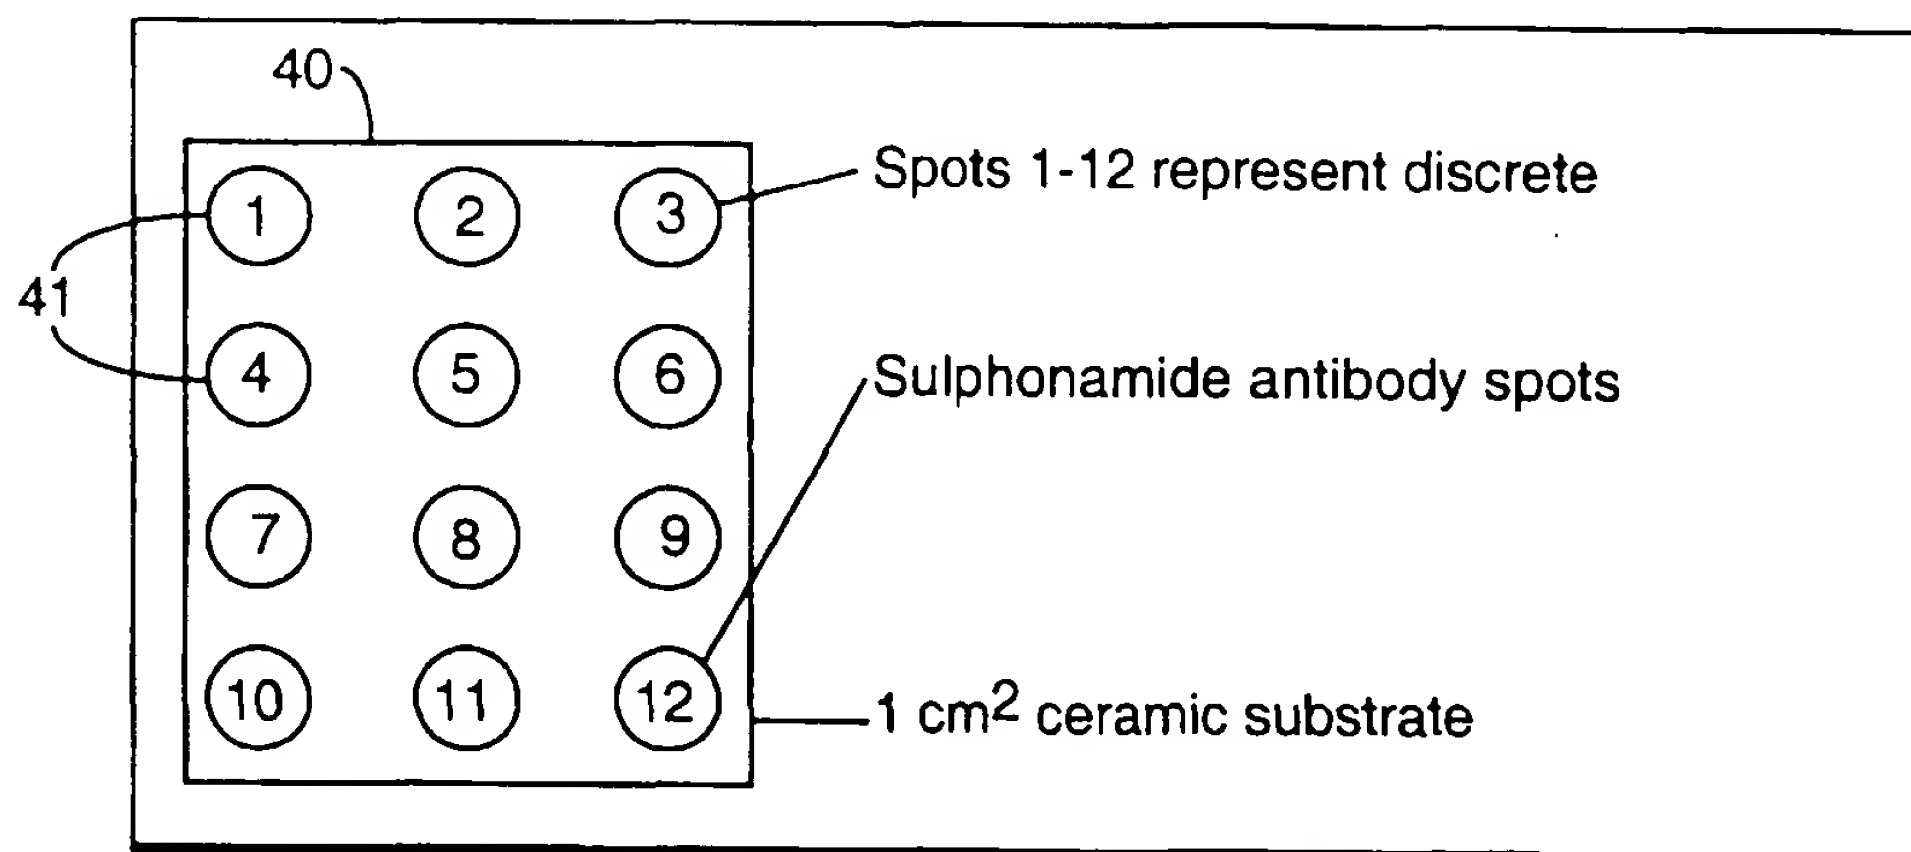 40
1 2 3 Spots 1-12 represent discrete
41
4 5 6 Sulphonamide antibody spots
7 8 9
10 11 12 1 cm² ceramic substrate